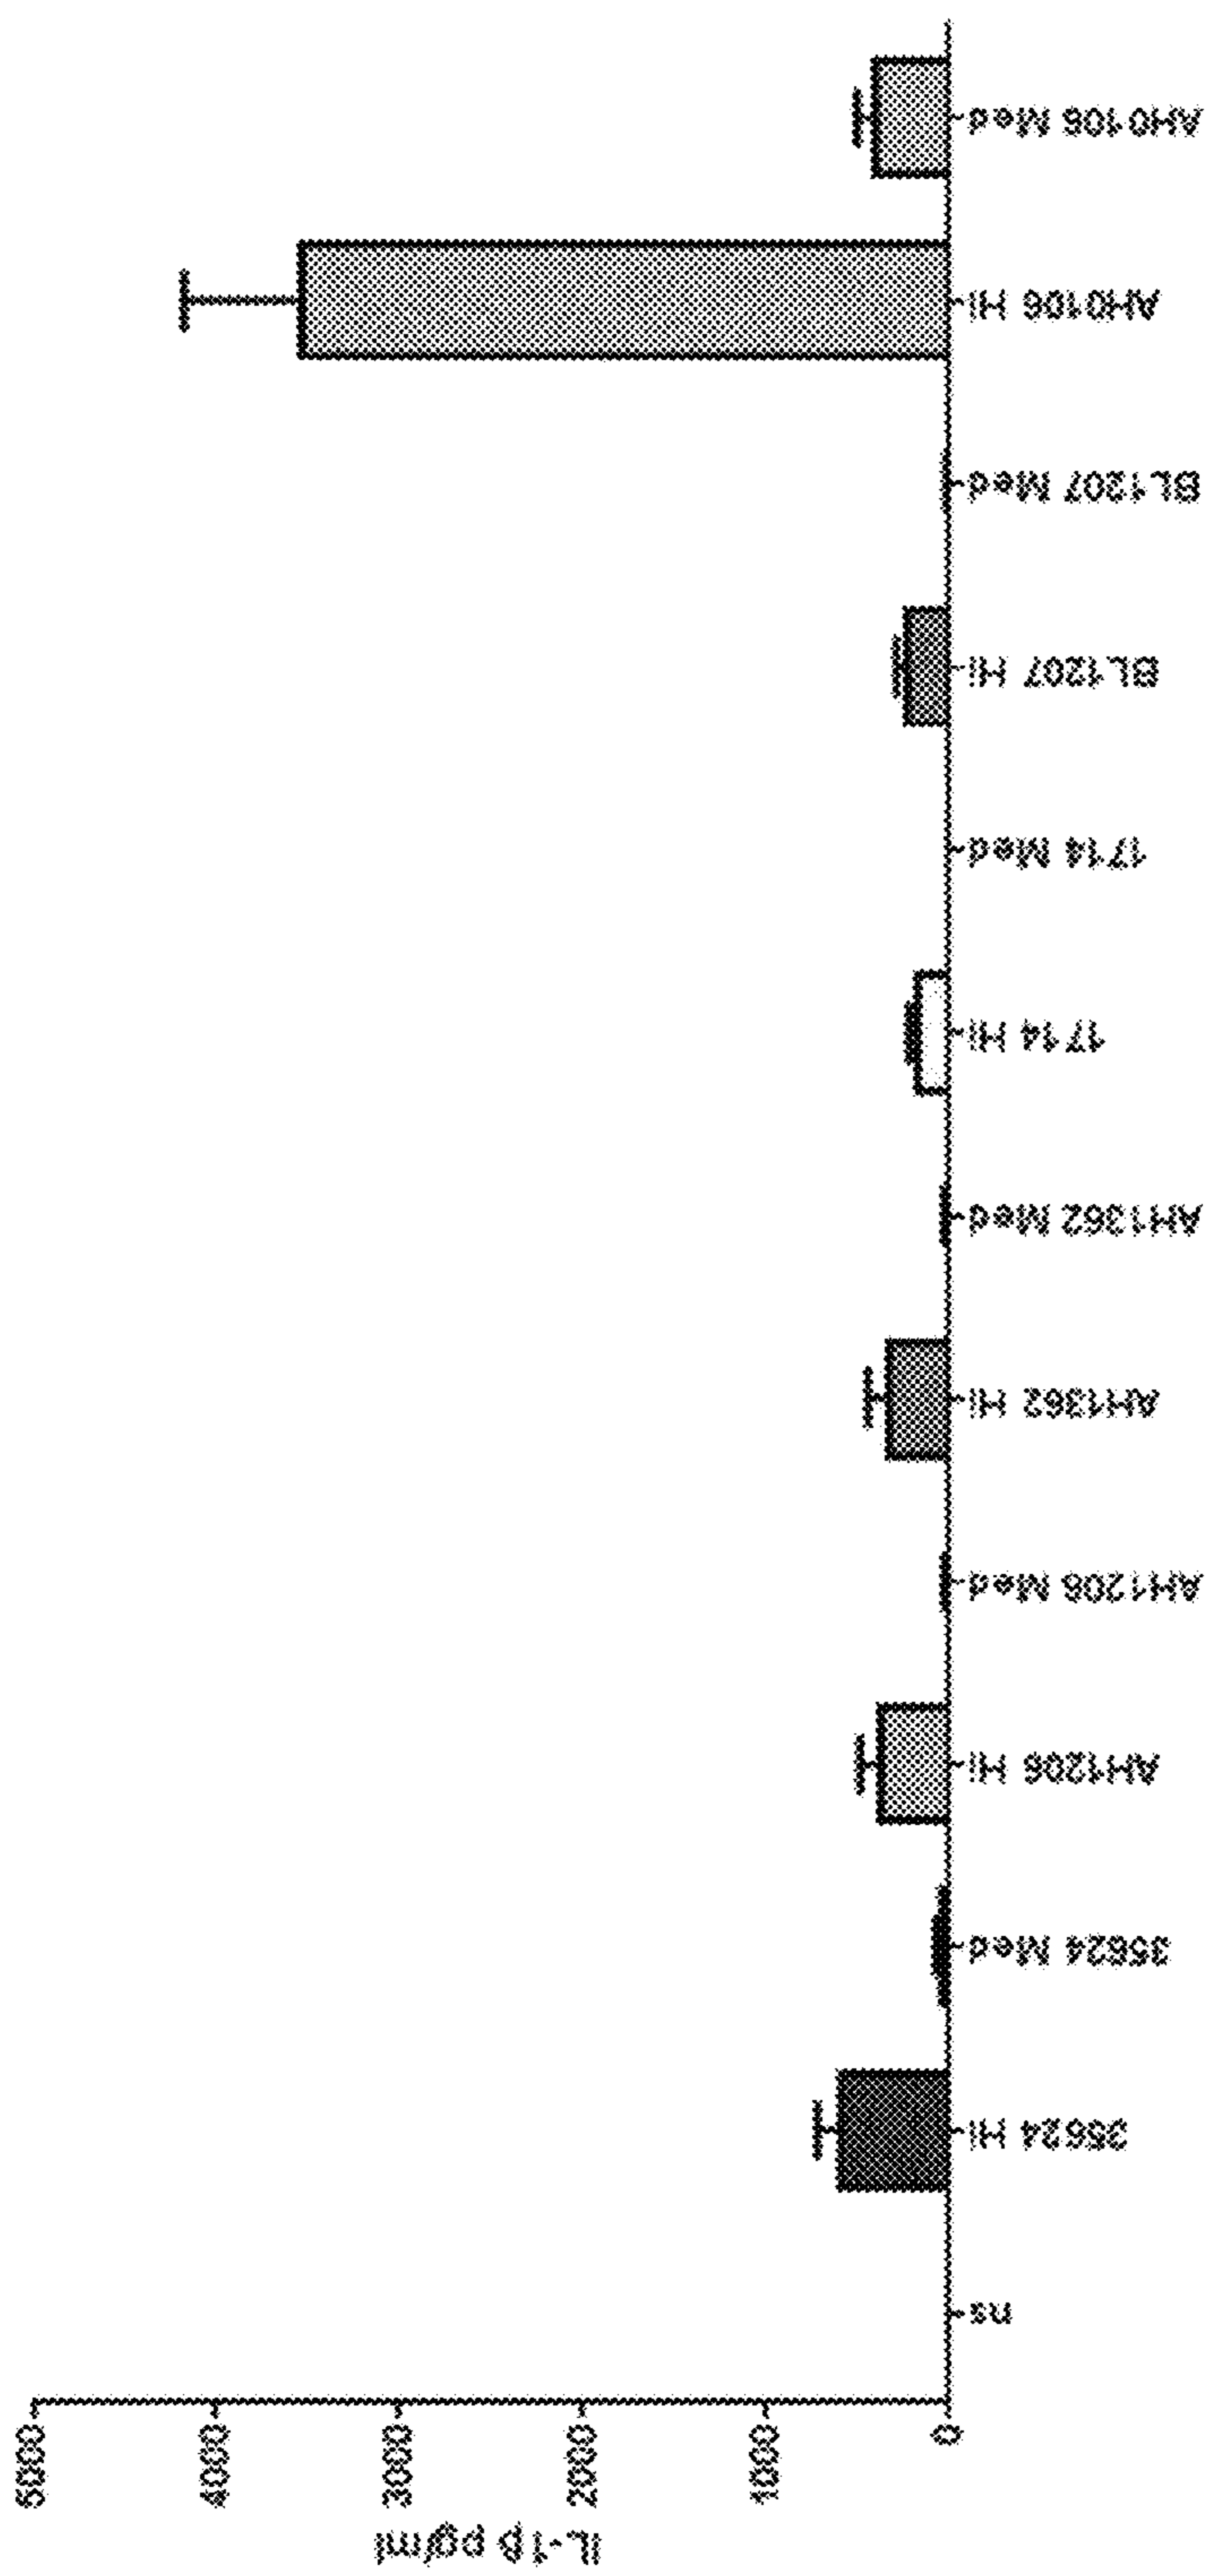 IL-1β pg/ml
5000
4000
3000
2000
1000
0
ns
35624 Hi
35624 Med
AH1206 Hi
AH1206 Med
AH1362 Hi
AH1362 Med
1714 Hi
1714 Med
BL1207 Hi
BL1207 Med
AH0106 Hi
AH0106 Med